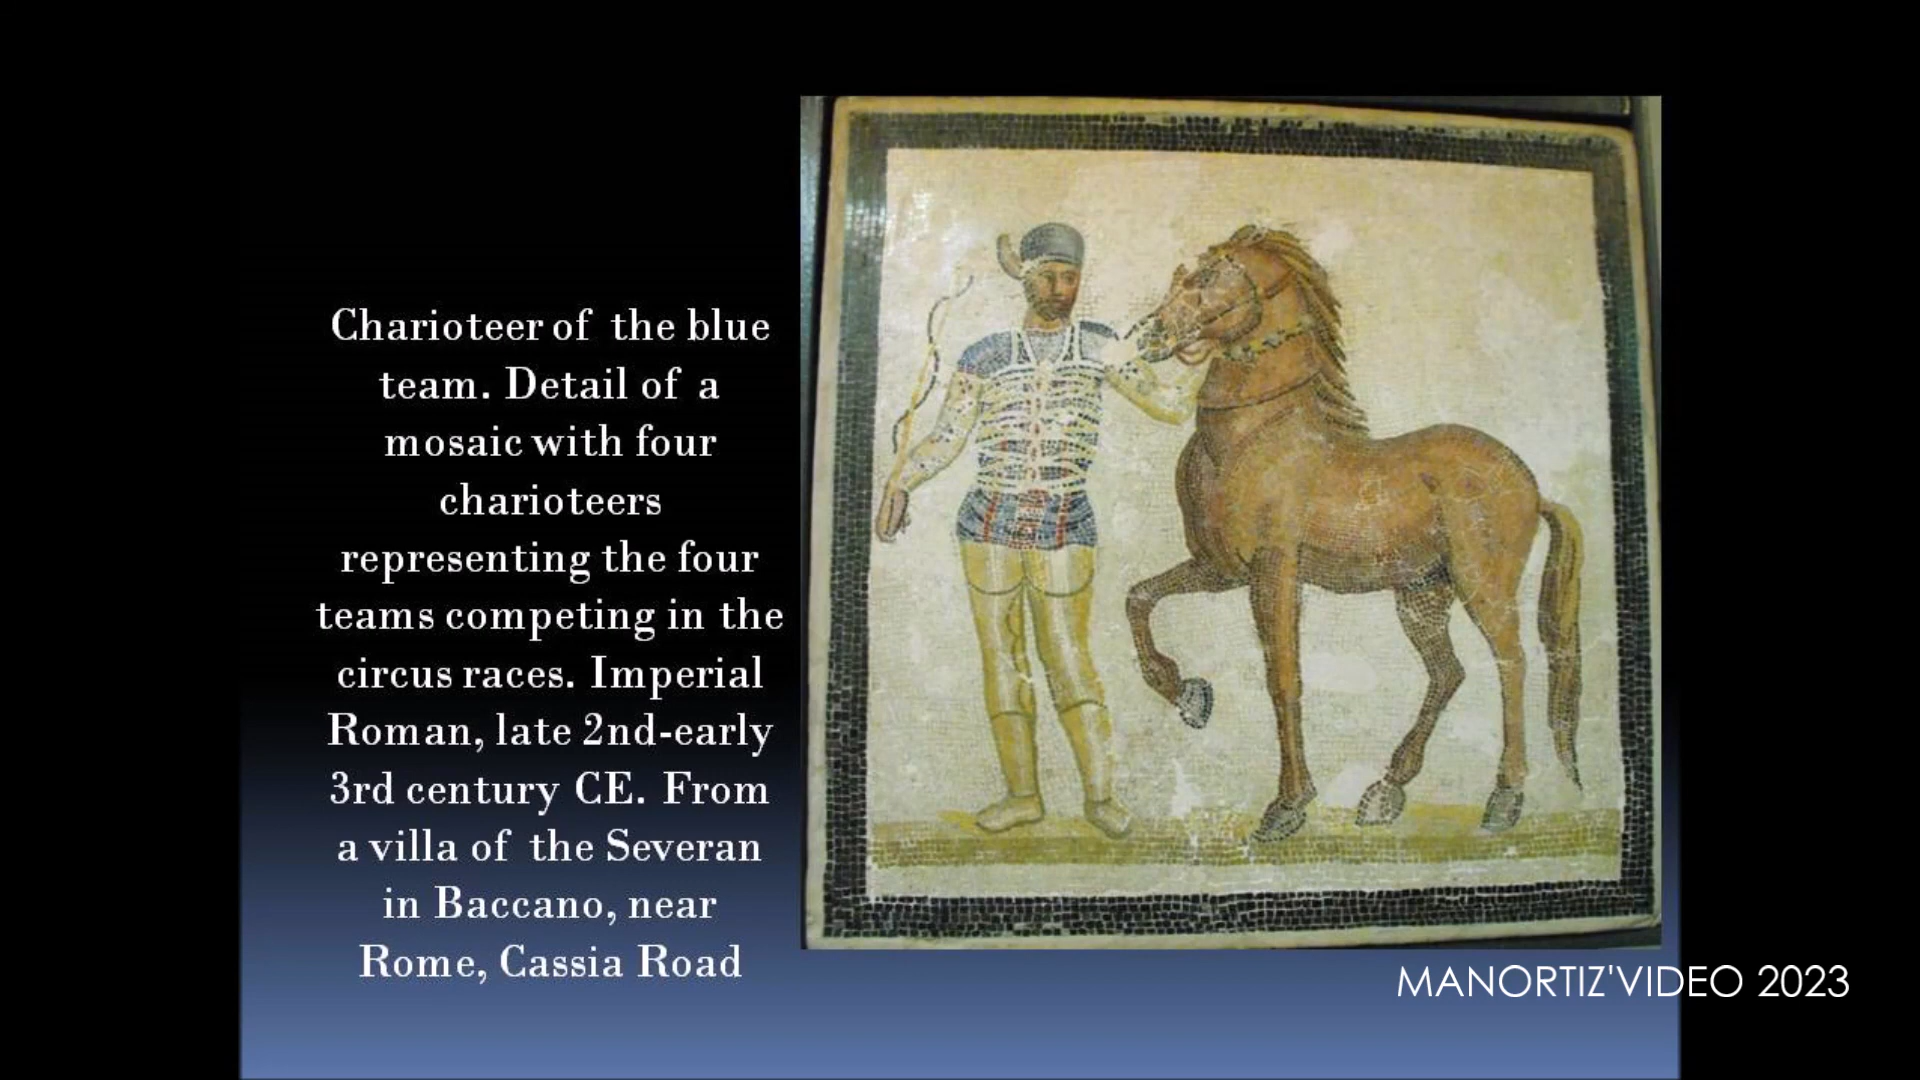 Charioteer of the blue
team. Detail of a
mosaic with four
charioteers
representing the four
teams competing in the
circus races. Imperial
Roman, late 2nd-early
3rd century CE. From
a villa of the Severan
in Baccano, near
Rome, Cassia Road
MANORTIZ'VIDEO 2023